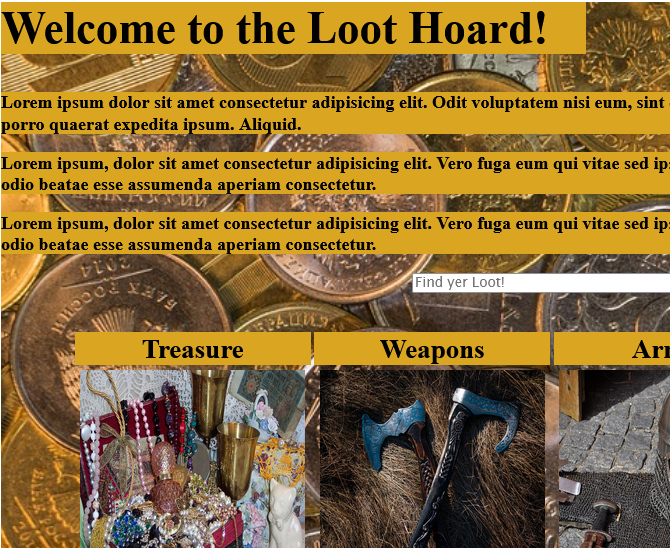 Welcome to the Loot Hoard!
Lorem ipsum dolor sit amet consectetur adipisicing elit. Odit voluptatem nisi eum, sint
porro quaerat expedita ipsum. Aliquid.
Lorem ipsum, dolor sit amet consectetur adipisicing elit. Vero fuga eum qui vitae sed ip
odio beatae esse assumenda aperiam consectetur.
Lorem ipsum, dolor sit amet consectetur adipisicing elit. Vero fuga eum qui vitae sed ip
odio beatae esse assumenda aperiam consectetur.
Find yer Loot!
Treasure Weapons Arr